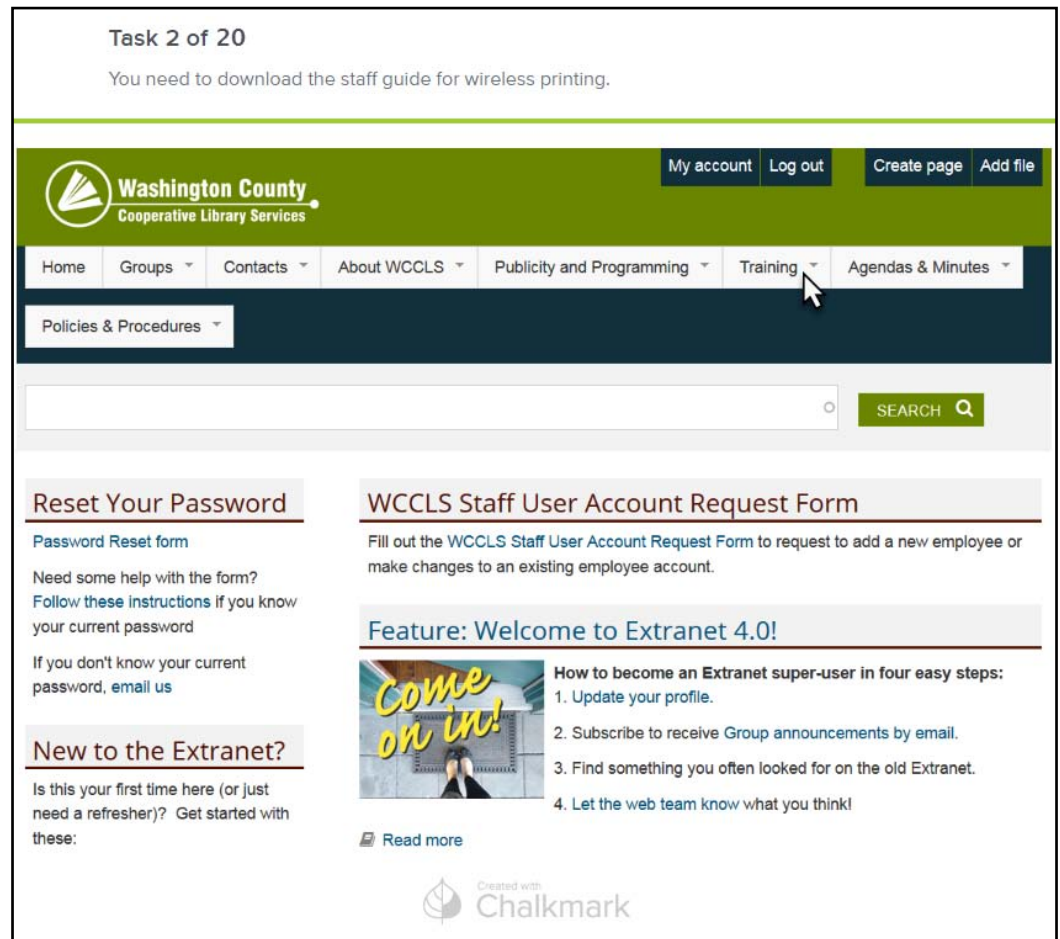 Task 2 of 20
You need to download the staff guide for wireless printing.
My account Log out Create page Add file
Washington County
Cooperative Library Services
Home Groups Contacts About WCCLS Publicity and Programming Training Agendas & Minutes
Policies & Procedures
SEARCH
Reset Your Password
Password Reset form
Need some help with the form?
Follow these instructions if you know
your current password
If you don't know your current
password, email us
New to the Extranet?
Is this your first time here (or just
need a refresher)? Get started with
these:
WCCLS Staff User Account Request Form
Fill out the WCCLS Staff User Account Request Form to request to add a new employee or
make changes to an existing employee account.
Feature: Welcome to Extranet 4.0!
Come
on in!
How to become an Extranet super-user in four easy steps:
1. Update your profile.
2. Subscribe to receive Group announcements by email.
3. Find something you often looked for on the old Extranet.
4. Let the web team know what you think!
Read more
Created with
Chalkmark